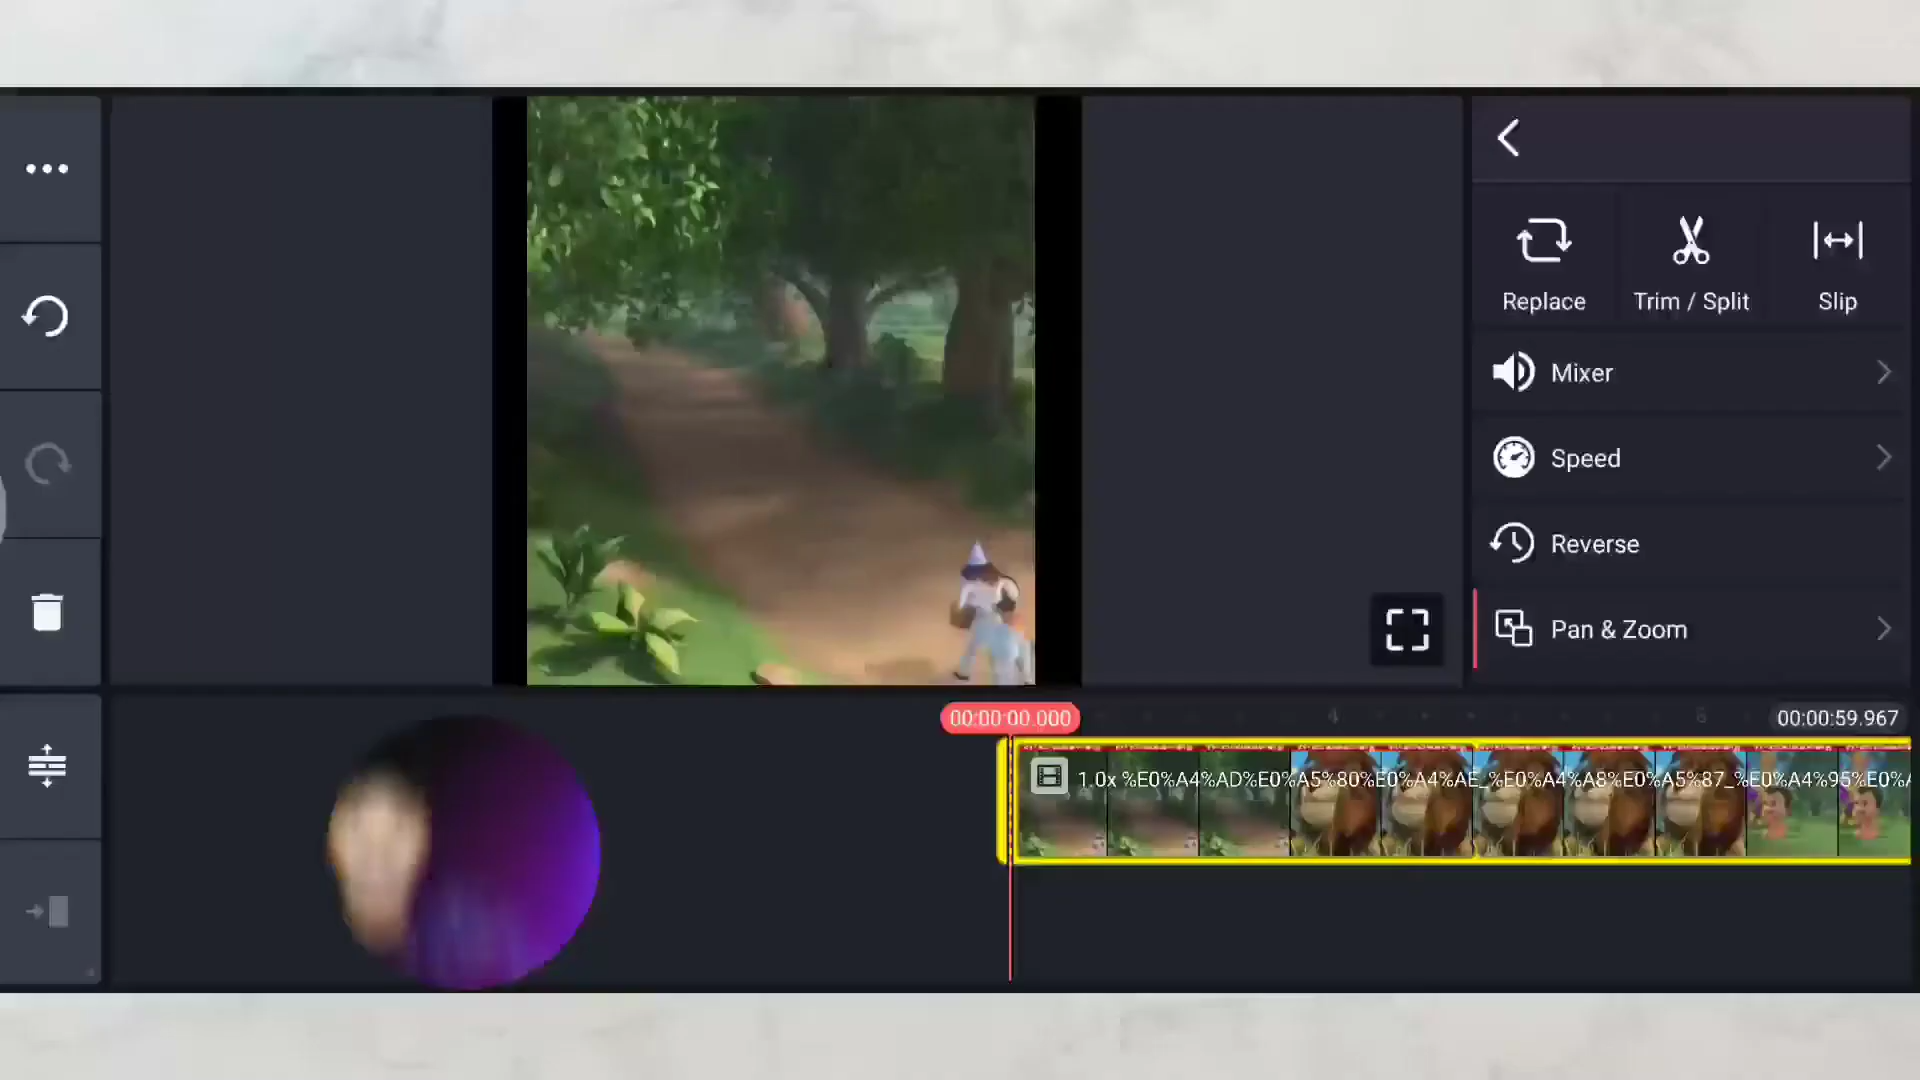 Replace
Trim / Split
Slip
Mixer
Speed
Reverse
Pan & Zoom
00:00:00.000
4
00:00:59.967
1.0x %E0%A4%AD%E0%A5%80%E0%A4%AE_%E0%A4%A8%E0%A5%87_%E0%A4%95%E0%A